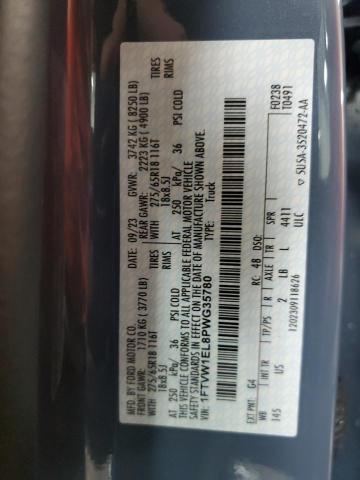 MFD. BY FORD MOTOR CO.
DATE: 09/23 GVWR: 3742 KG ( 8250 LB)
FRONT GAWR: 1710 KG ( 3770 LB) REAR GAWR: 2223 KG ( 4900 LB)
WITH 275/65R18 116T TIRES WITH 275/65R18 116T TIRES
18x8.5J RIMS 18x8.5J RIMS
AT 250 kPa/ 36 PSI COLD AT 250 kPa/ 36 PSI COLD
THIS VEHICLE CONFORMS TO ALL APPLICABLE FEDERAL MOTOR VEHICLE
SAFETY STANDARDS IN EFFECT ON THE DATE OF MANUFACTURE SHOWN ABOVE.
VIN: 1FTVW1EL8PWG35780
TYPE: Truck
F0238
T0491
EXT PNT: G4 RC: 48 DSO:
WB BRK INT TR TP/PS R AXLE TR SPR
145 US 2 LB L 4411
ULC
1202309118626 ▽ 5U5A-3520472-AA